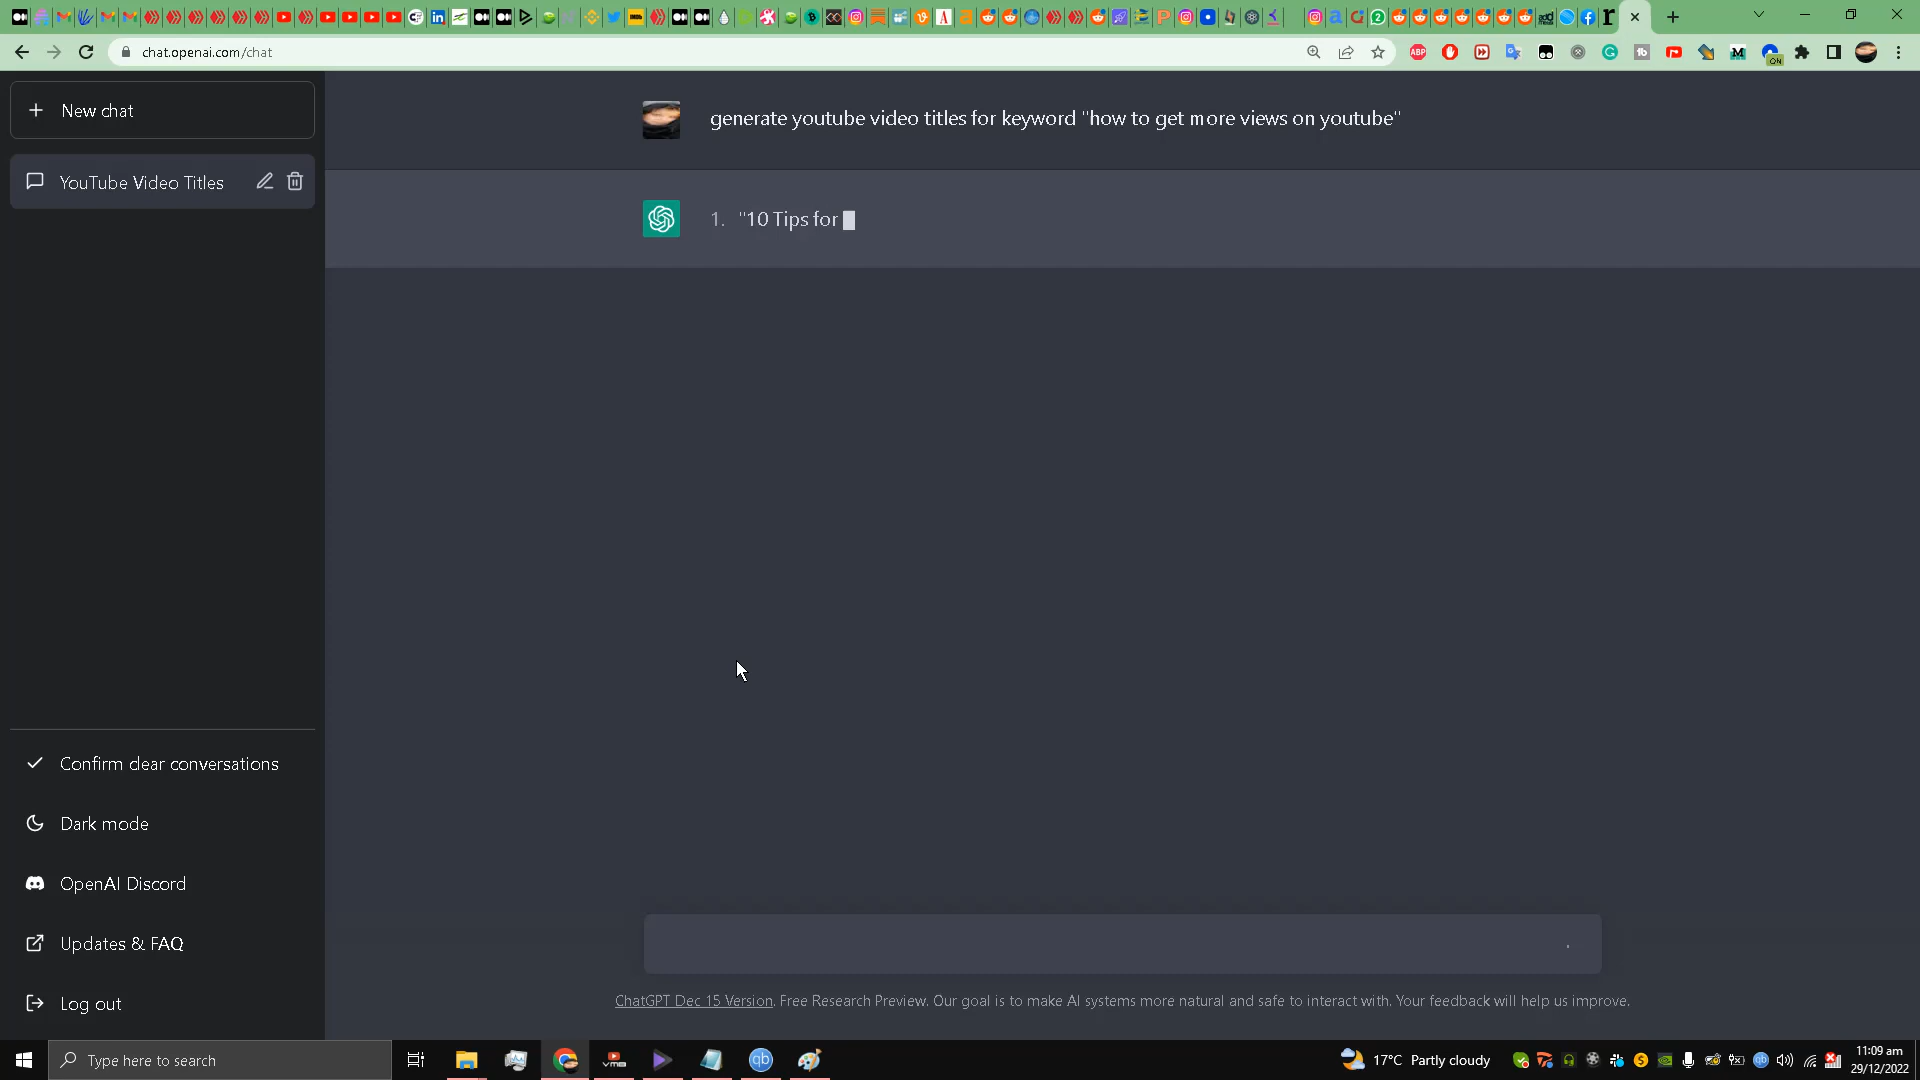 chat.openai.com/chat
New chat
YouTube Video Titles
generate youtube video titles for keyword "how to get more views on youtube"
1. "10 Tips for
Confirm clear conversations
Dark mode
OpenAI Discord
Updates & FAQ
Log out
ChatGPT Dec 15 Version. Free Research Preview. Our goal is to make AI systems more natural and safe to interact with. Your feedback will help us improve.
Type here to search
17°C Partly cloudy
11:09 am
29/12/2022
ABP
ON